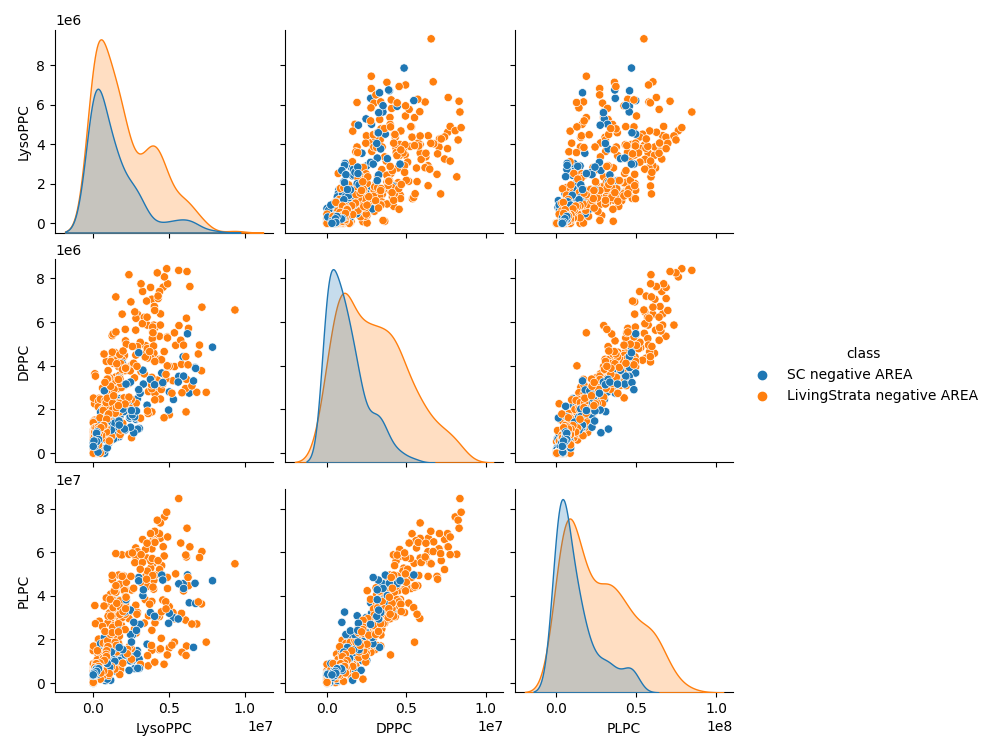 1e6
LysoPPC
8
6
4
2
0
1e6
DPPC
8
6
4
2
0
class
SC negative AREA
LivingStrata negative AREA
1e7
PLPC
8
6
4
2
0
0.0 0.5 1.0
LysoPPC 1e7
0.0 0.5 1.0
DPPC 1e7
0.0 0.5 1.0
PLPC 1e8